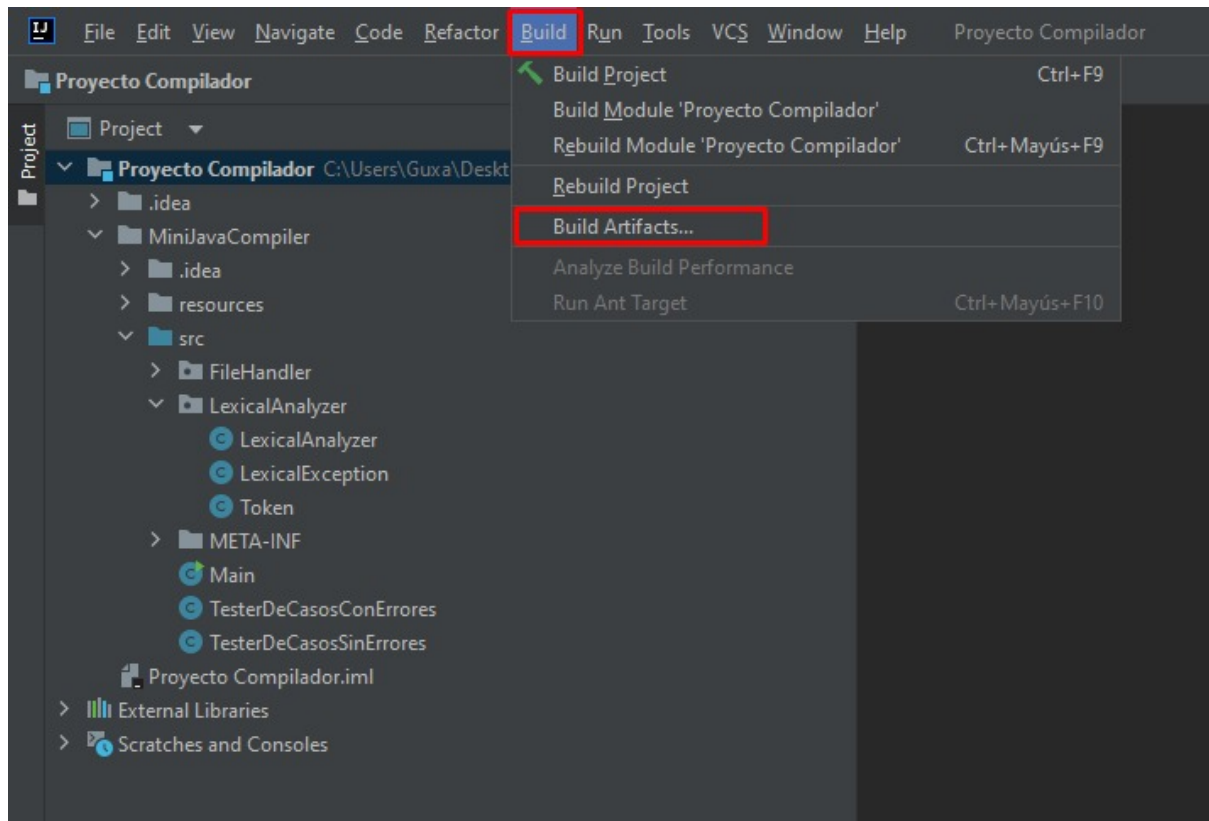 IJ File Edit View Navigate Code Refactor Build Run Tools VCS Window Help Proyecto Compilador
Proyecto Compilador
Project
Project
Proyecto Compilador C:\Users\Guxa\Deskt
.idea
MiniJavaCompiler
.idea
resources
src
FileHandler
LexicalAnalyzer
LexicalAnalyzer
LexicalException
Token
META-INF
Main
TesterDeCasosConErrores
TesterDeCasosSinErrores
Proyecto Compilador.iml
External Libraries
Scratches and Consoles
Build Project Ctrl+F9
Build Module 'Proyecto Compilador'
Rebuild Module 'Proyecto Compilador' Ctrl+Mayús+F9
Rebuild Project
Build Artifacts...
Analyze Build Performance
Run Ant Target Ctrl+Mayús+F10